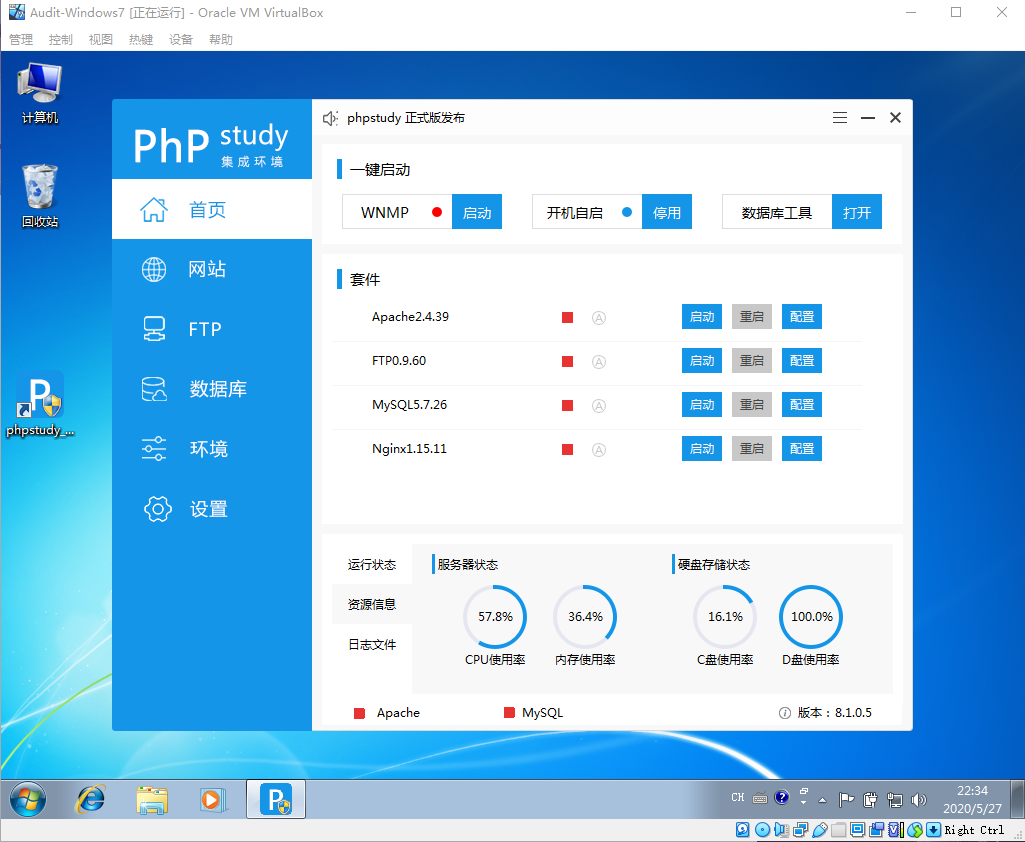 Audit-Windows7 [正在运行] - Oracle VM VirtualBox
管理 控制 视图 热键 设备 帮助
计算机
回收站
phpstudy_...
PhP study
集成环境
首页
网站
FTP
数据库
环境
设置
phpstudy 正式版发布
一键启动
WNMP 启动 开机自启 停用 数据库工具 打开
套件
Apache2.4.39 A 启动 重启 配置
FTP0.9.60 A 启动 重启 配置
MySQL5.7.26 A 启动 重启 配置
Nginx1.15.11 A 启动 重启 配置
运行状态
资源信息
日志文件
服务器状态 硬盘存储状态
57.8% 36.4% 16.1% 100.0%
CPU使用率 内存使用率 C盘使用率 D盘使用率
Apache MySQL 版本：8.1.0.5
CH 22:34
2020/5/27
Right Ctrl